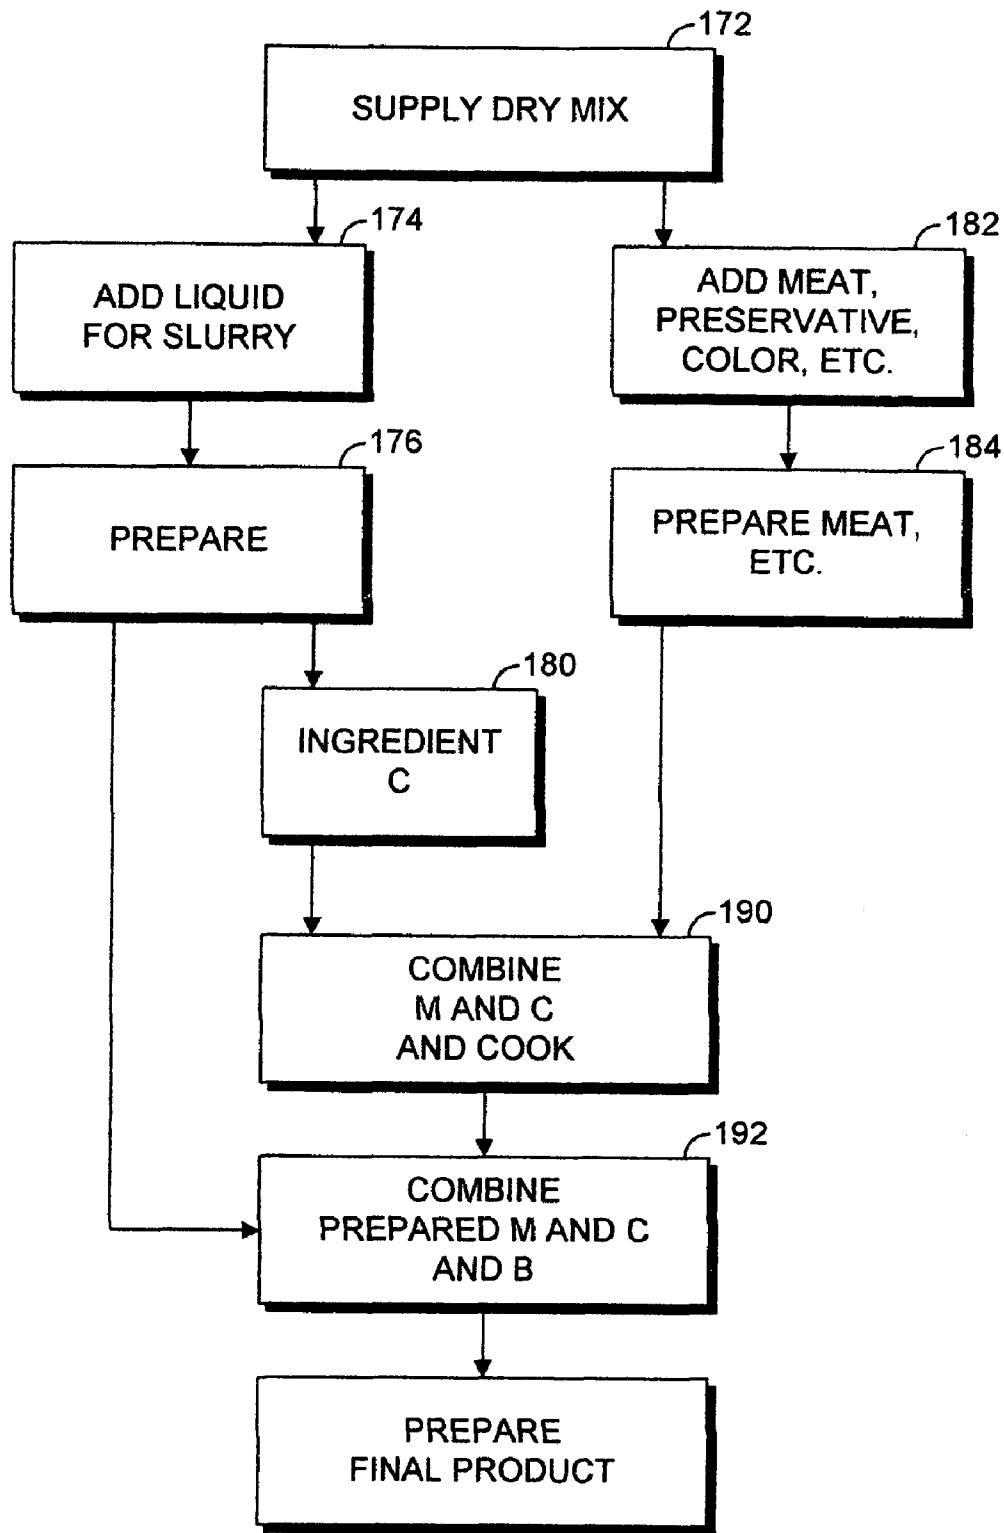 172
SUPPLY DRY MIX
174
ADD LIQUID
FOR SLURRY
182
ADD MEAT,
PRESERVATIVE,
COLOR, ETC.
176
PREPARE
184
PREPARE MEAT,
ETC.
180
INGREDIENT
C
190
COMBINE
M AND C
AND COOK
192
COMBINE
PREPARED M AND C
AND B
PREPARE
FINAL PRODUCT